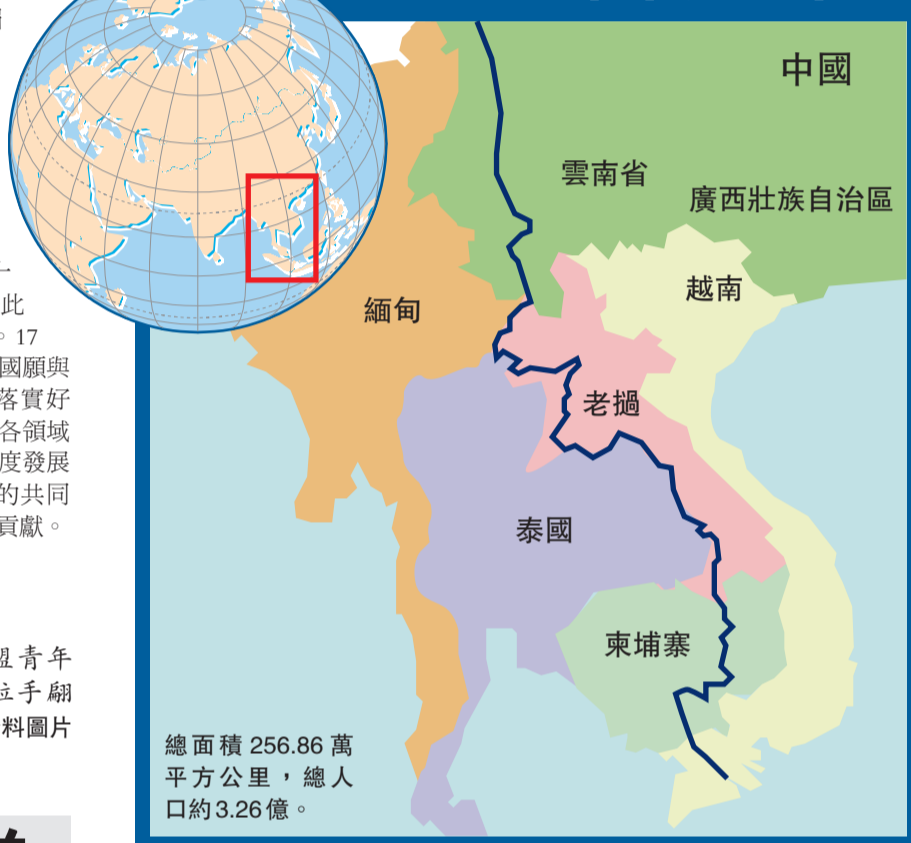 此
。17
國願與
落實好
各領域
度發展
的共同
貢獻。
盟青年
位手翩
料圖片
中國
雲南省
廣西壯族自治區
越南
緬甸
老撾
泰國
柬埔寨
總面積 256.86 萬
平方公里，總人
口約3.26億。